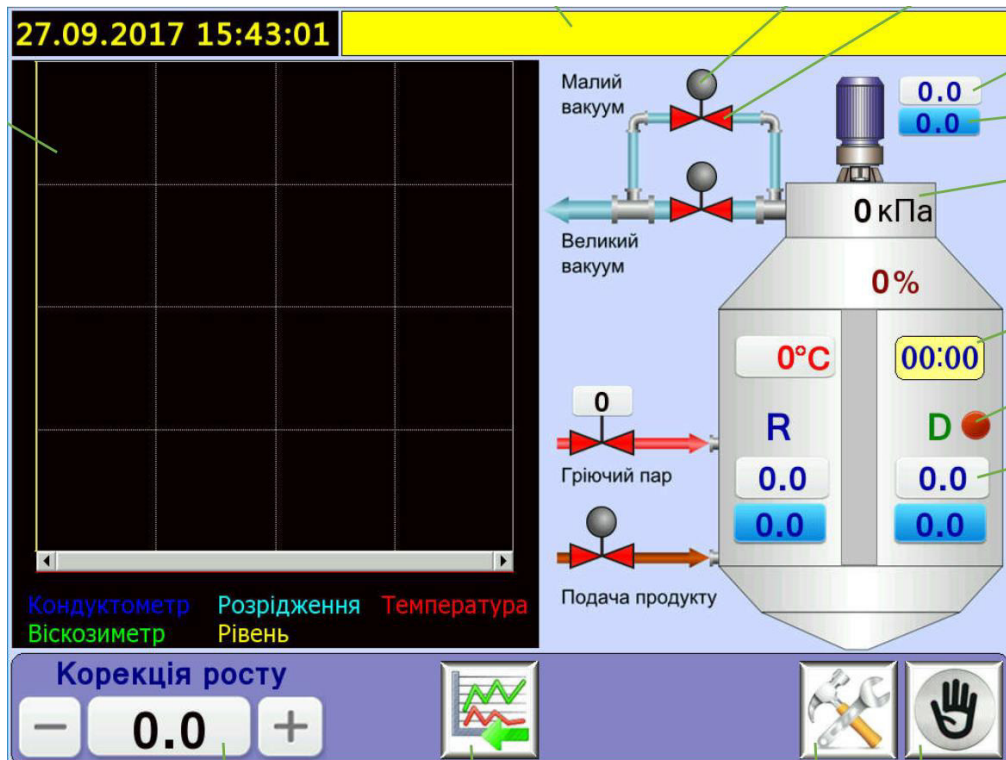 27.09.2017 15:43:01
Малий
вакуум
0.0
0.0
0 кПа
Великий
вакуум
0%
0°C
00:00
0
R
D
Гріючий пар
0.0
0.0
0.0
0.0
Подача продукту
Кондуктометр Розрідження Температура
Віскозиметр Рівень
Корекція росту
0.0